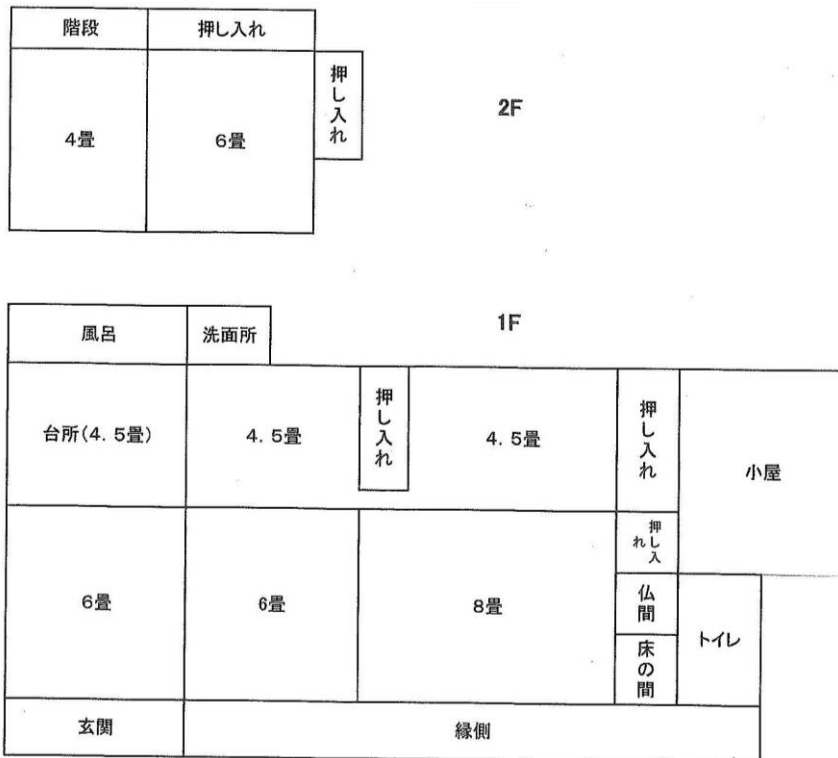 階段
押し入れ
押し入れ
2F
4畳
6畳
1F
風呂
洗面所
台所(4. 5畳)
4. 5畳
押し入れ
4. 5畳
押し入れ
小屋
押し入
れ
6畳
6畳
8畳
仏間
トイレ
床の間
玄関
縁側